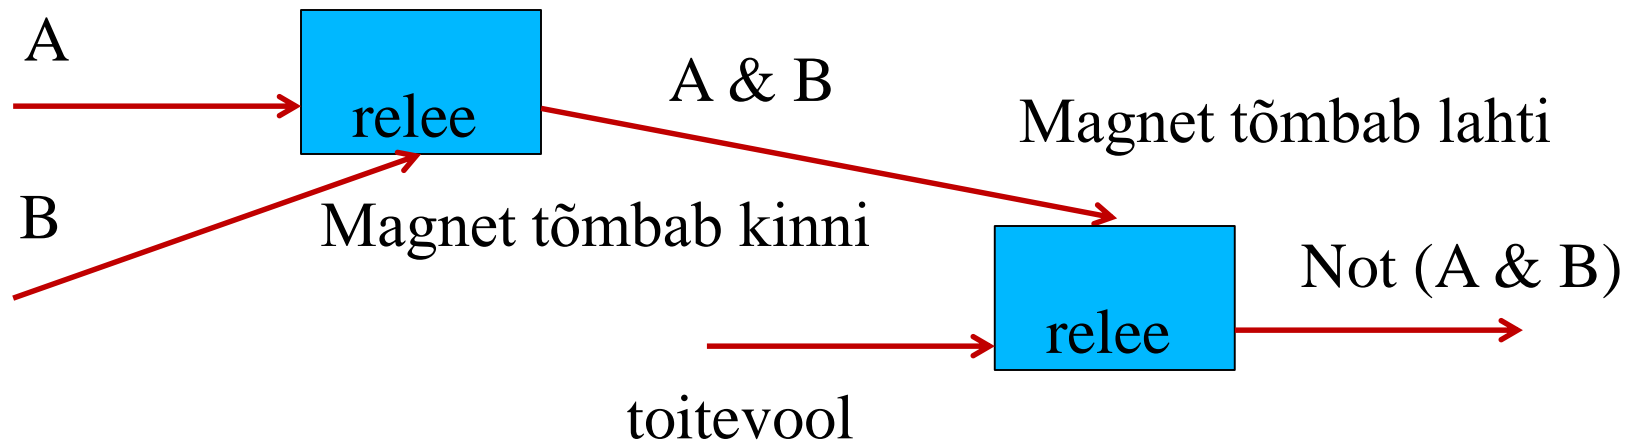 A
relee
A & B
Magnet tõmbab lahti
B
Magnet tõmbab kinni
Not (A & B)
relee
toitevool